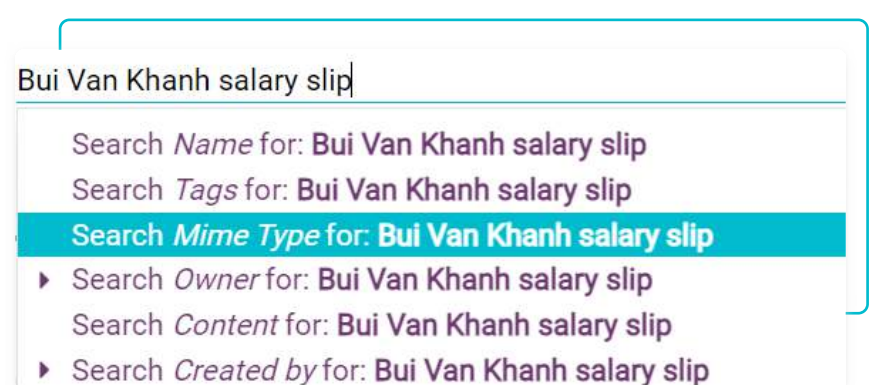 Bui Van Khanh salary slip
Search Name for: Bui Van Khanh salary slip
Search Tags for: Bui Van Khanh salary slip
Search Mime Type for: Bui Van Khanh salary slip
Search Owner for: Bui Van Khanh salary slip
Search Content for: Bui Van Khanh salary slip
Search Created by for: Bui Van Khanh salary slip